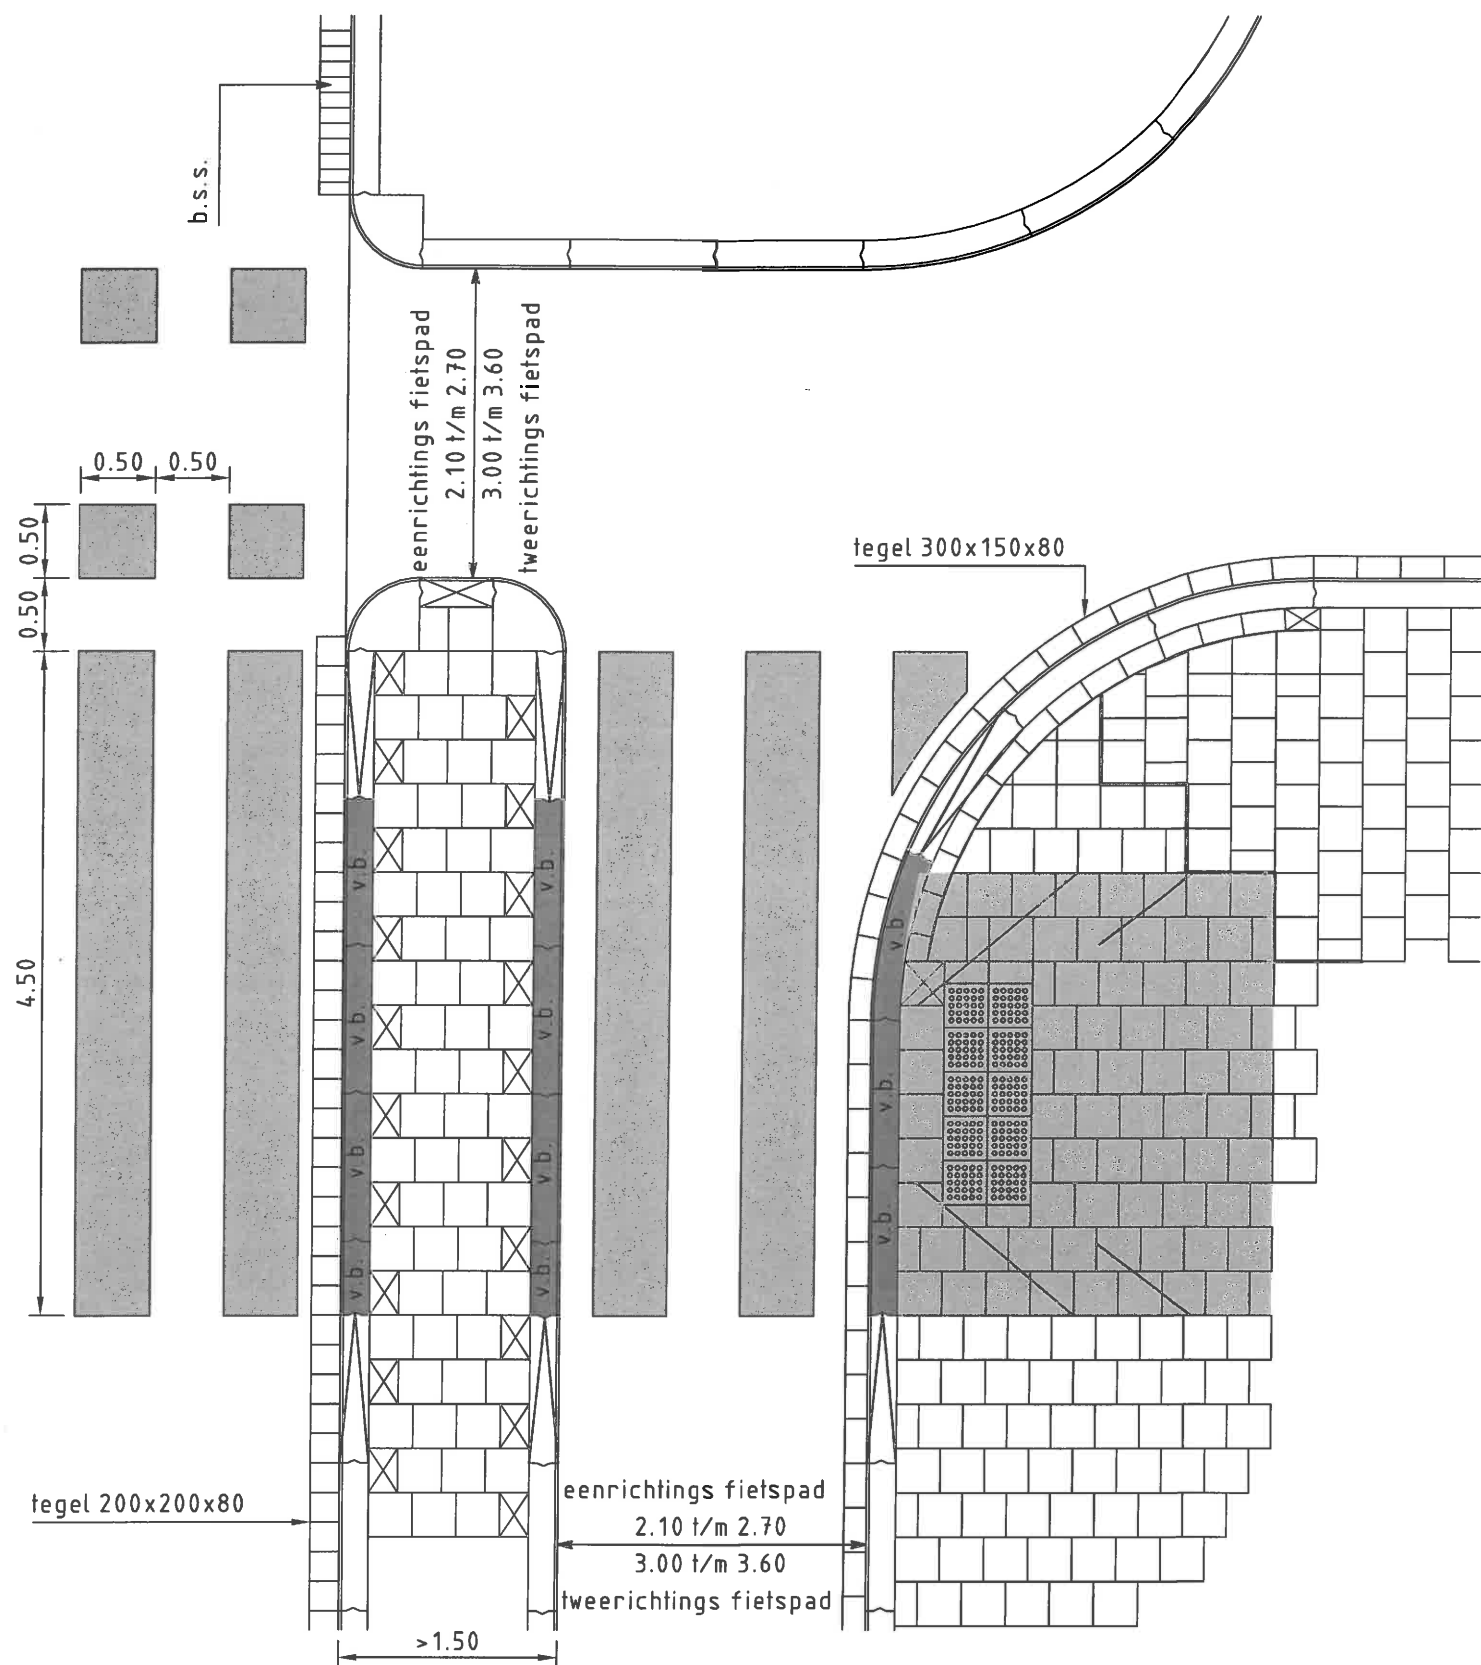 b.s.s.
eenrichtings fietspad
2.10 t/m 2.70
3.00 t/m 3.60
tweerichtings fietspad
0.50
0.50
0.50
0.50
4.50
tegel 300x150x80
v.b.
v.b.
v.b.
v.b.
v.b.
v.b.
v.b.
v.b.
v.b
v.b.
v.b.
tegel 200x200x80
eenrichtings fietspad
2.10 t/m 2.70
3.00 t/m 3.60
tweerichtings fietspad
>1.50